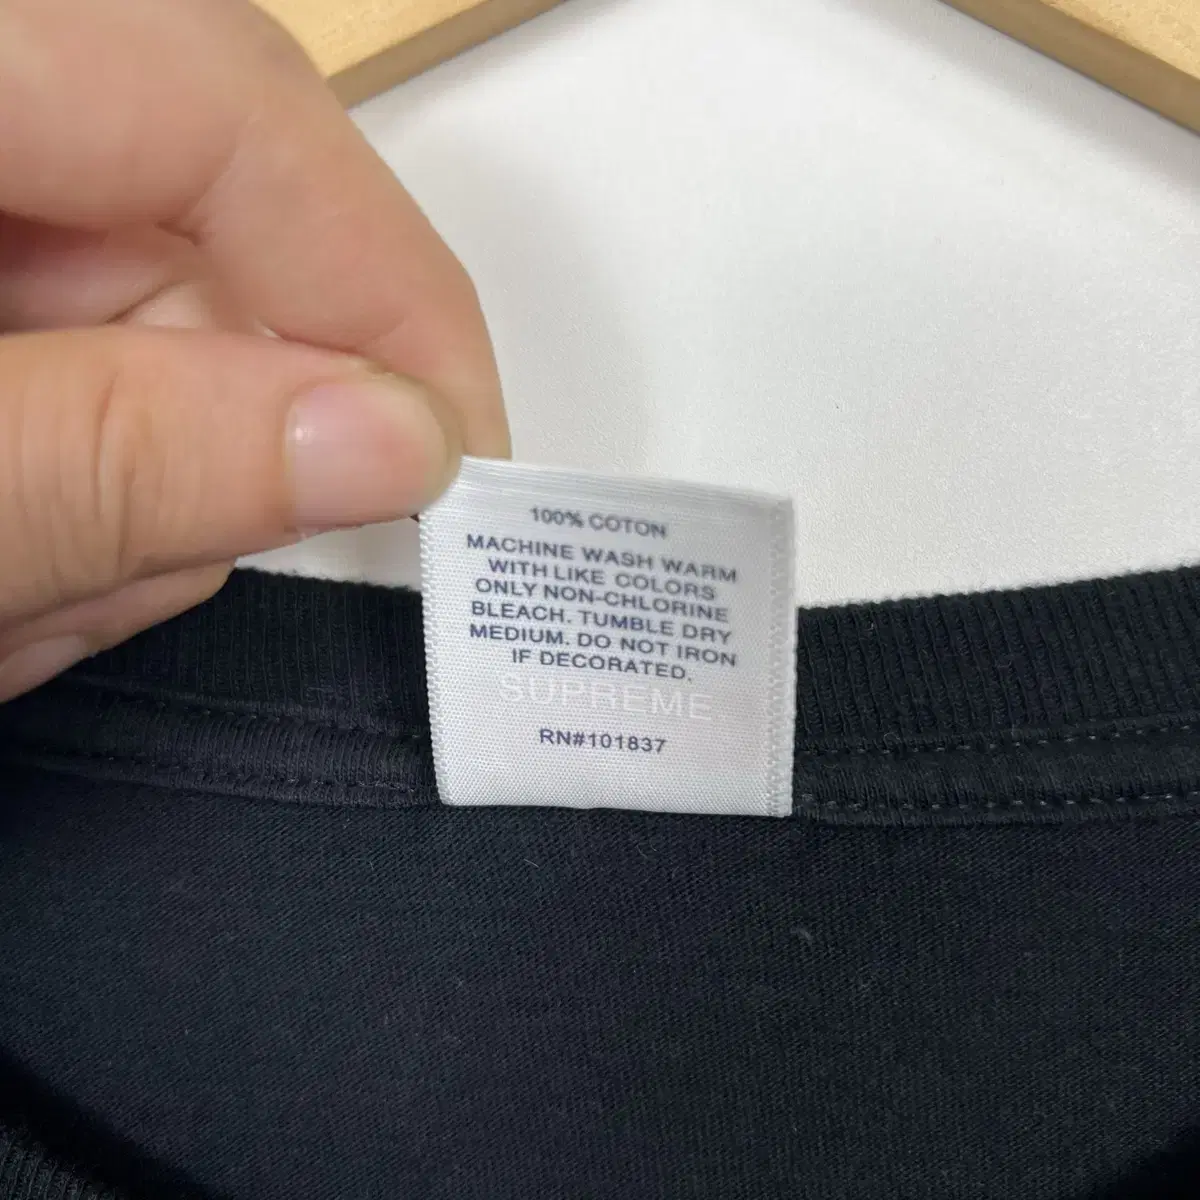 100% COTON
MACHINE WASH WARM
WITH LIKE COLORS
ONLY NON-CHLORINE
BLEACH. TUMBLE DRY
MEDIUM. DO NOT IRON
IF DECORATED.
SUPREME
RN#101837